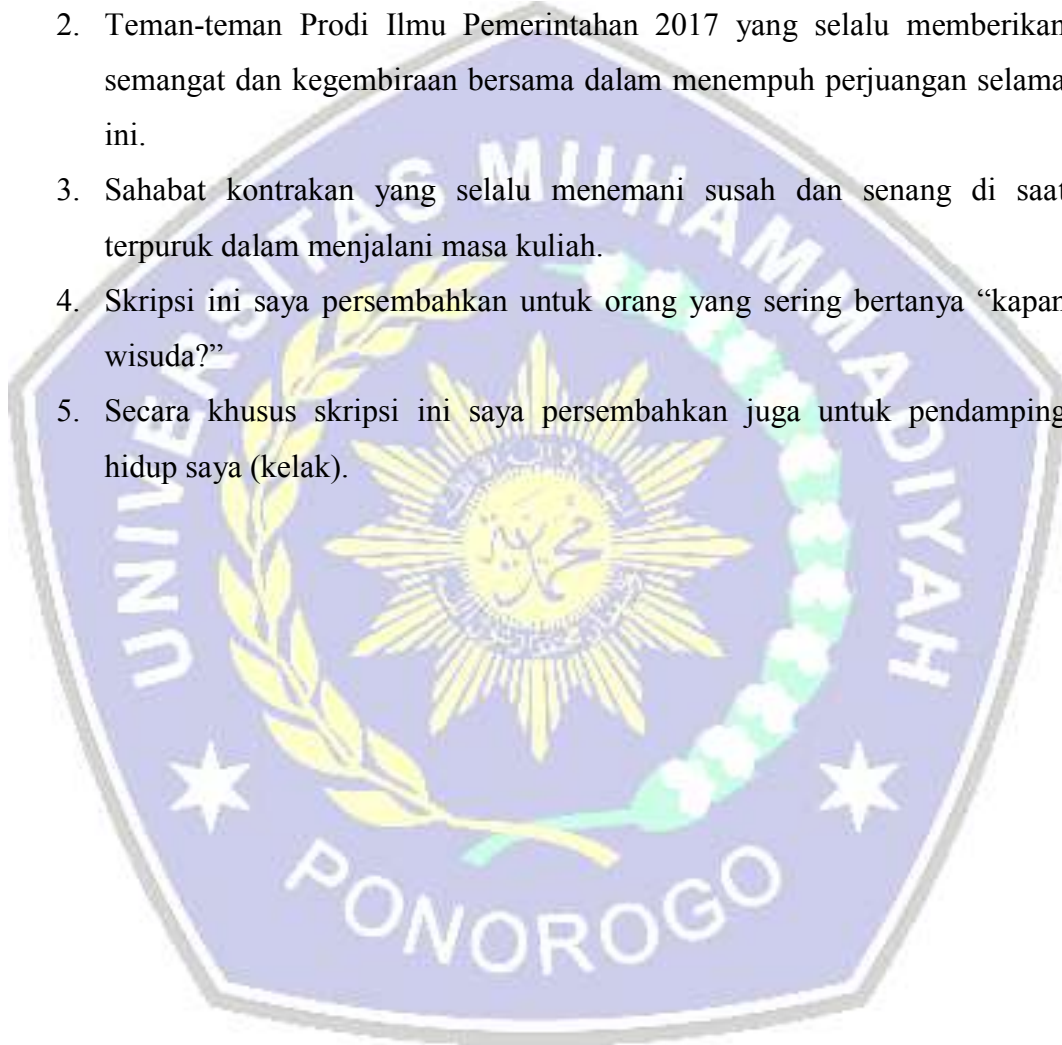 2. Teman-teman Prodi Ilmu Pemerintahan 2017 yang selalu memberikan
semangat dan kegembiraan bersama dalam menempuh perjuangan selama
ini.
3. Sahabat kontrakan yang selalu menemani susah dan senang di saat
terpuruk dalam menjalani masa kuliah.
4. Skripsi ini saya persembahkan untuk orang yang sering bertanya “kapan
wisuda?”
5. Secara khusus skripsi ini saya persembahkan juga untuk pendamping
hidup saya (kelak).
UNIVERSITAS MUHAMMADIYAH
PONOROGO